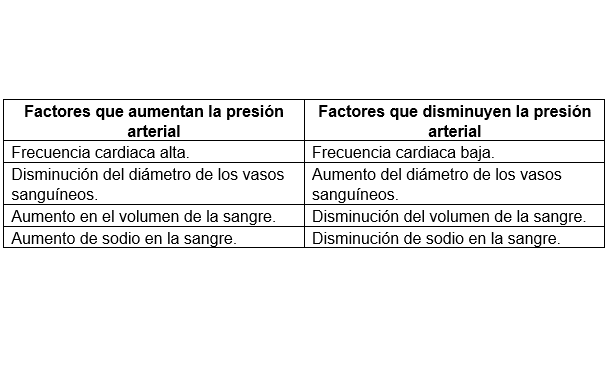 Factores que aumentan la presión
arterial
Factores que disminuyen la presión
arterial
Frecuencia cardiaca alta.
Frecuencia cardiaca baja.
Disminución del diámetro de los vasos
sanguíneos.
Aumento del diámetro de los vasos
sanguíneos.
Aumento en el volumen de la sangre.
Disminución del volumen de la sangre.
Aumento de sodio en la sangre.
Disminución de sodio en la sangre.